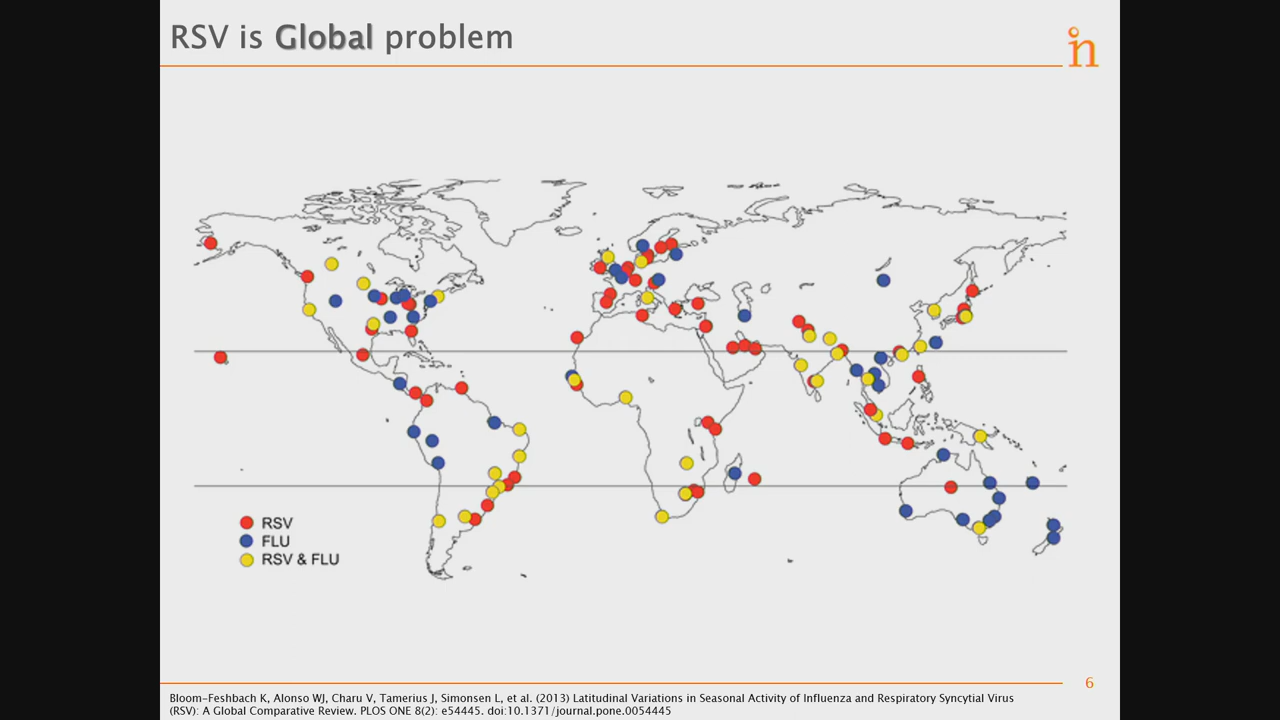 RSV is Global problem
in
RSV
FLU
RSV & FLU
6
Bloom-Feshbach K, Alonso WJ, Charu V, Tamerius J, Simonsen L, et al. (2013) Latitudinal Variations in Seasonal Activity of Influenza and Respiratory Syncytial Virus
(RSV): A Global Comparative Review. PLOS ONE 8(2): e54445. doi:10.1371/journal.pone.0054445